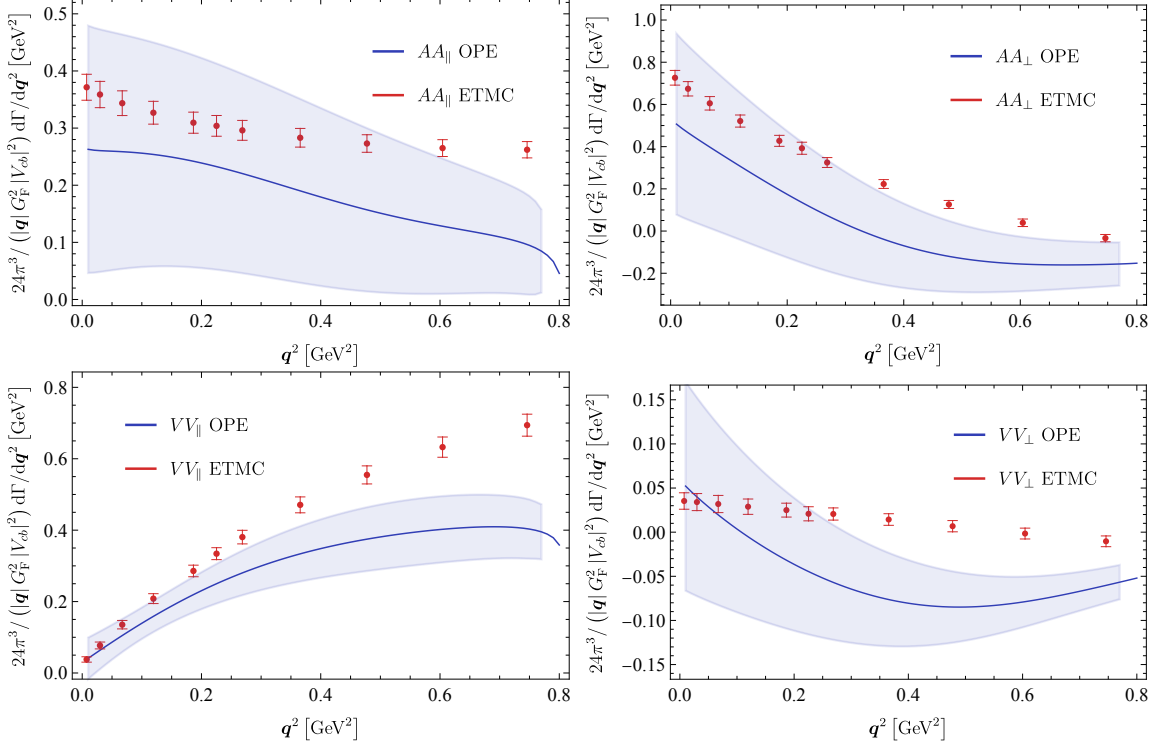 24π³/(|q| G_F² |V_cb|²) dΓ/dq² [GeV²]
0.5
0.4
0.3
0.2
0.1
0.0
AA∥ OPE
AA∥ ETMC
0.0 0.2 0.4 0.6 0.8
q² [GeV²]
24π³/(|q| G_F² |V_cb|²) dΓ/dq² [GeV²]
1.0
0.8
0.6
0.4
0.2
0.0
−0.2
AA⊥ OPE
AA⊥ ETMC
0.0 0.2 0.4 0.6 0.8
q² [GeV²]
24π³/(|q| G_F² |V_cb|²) dΓ/dq² [GeV²]
0.8
0.6
0.4
0.2
0.0
VV∥ OPE
VV∥ ETMC
0.0 0.2 0.4 0.6 0.8
q² [GeV²]
24π³/(|q| G_F² |V_cb|²) dΓ/dq² [GeV²]
0.15
0.10
0.05
0.00
−0.05
−0.10
−0.15
VV⊥ OPE
VV⊥ ETMC
0.0 0.2 0.4 0.6 0.8
q² [GeV²]